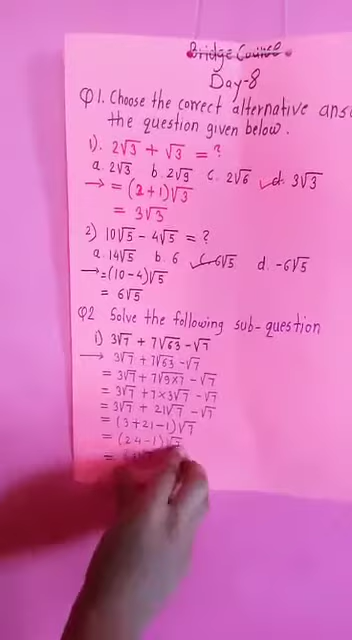 Bridge Course
Day-8
Q1. Choose the correct alternative ans
the question given below.
1). 2√3 + √3 = ?
a. 2√3 b. 2√9 c. 2√6 ✓d. 3√3
→ = (2+1)√3
= 3√3
2) 10√5 - 4√5 = ?
a. 14√5 b. 6 ✓c. 6√5 d. -6√5
→ = (10-4)√5
= 6√5
Q2 Solve the following sub-question
1) 3√7 + 7√63 - √7
→ 3√7 + 7√63 - √7
= 3√7 + 7√9×7 - √7
= 3√7 + 7×3√7 - √7
= 3√7 + 21√7 - √7
= (3+21-1)√7
= (24-1)√7
=